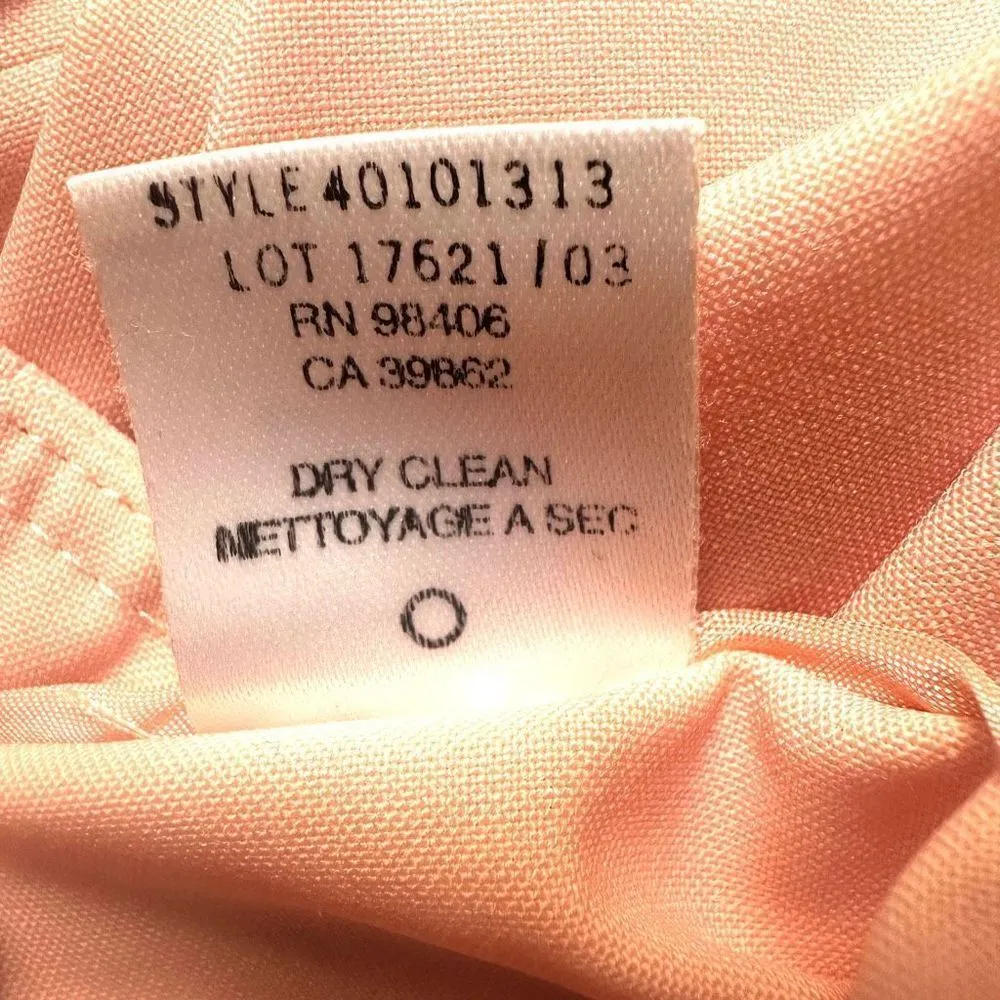 STYLE 40101313
LOT 17621/03
RN 98406
CA 39862
DRY CLEAN
NETTOYAGE A SEC